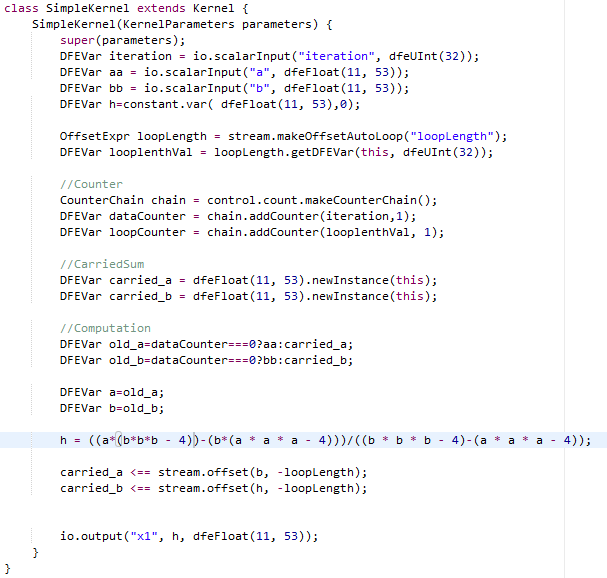 class SimpleKernel extends Kernel {
    SimpleKernel(KernelParameters parameters) {
        super(parameters);
        DFEVar iteration = io.scalarInput("iteration", dfeUInt(32));
        DFEVar aa = io.scalarInput("a", dfeFloat(11, 53));
        DFEVar bb = io.scalarInput("b", dfeFloat(11, 53));
        DFEVar h=constant.var( dfeFloat(11, 53),0);

        OffsetExpr loopLength = stream.makeOffsetAutoLoop("loopLength");
        DFEVar looplenthVal = loopLength.getDFEVar(this, dfeUInt(32));

        //Counter
        CounterChain chain = control.count.makeCounterChain();
        DFEVar dataCounter = chain.addCounter(iteration,1);
        DFEVar loopCounter = chain.addCounter(looplenthVal, 1);

        //CarriedSum
        DFEVar carried_a = dfeFloat(11, 53).newInstance(this);
        DFEVar carried_b = dfeFloat(11, 53).newInstance(this);

        //Computation
        DFEVar old_a=dataCounter===0?aa:carried_a;
        DFEVar old_b=dataCounter===0?bb:carried_b;

        DFEVar a=old_a;
        DFEVar b=old_b;

        h = ((a*(b*b*b - 4))-(b*(a * a * a - 4)))/((b * b * b - 4)-(a * a * a - 4));

        carried_a <== stream.offset(b, -loopLength);
        carried_b <== stream.offset(h, -loopLength);


        io.output("x1", h, dfeFloat(11, 53));
    }
}